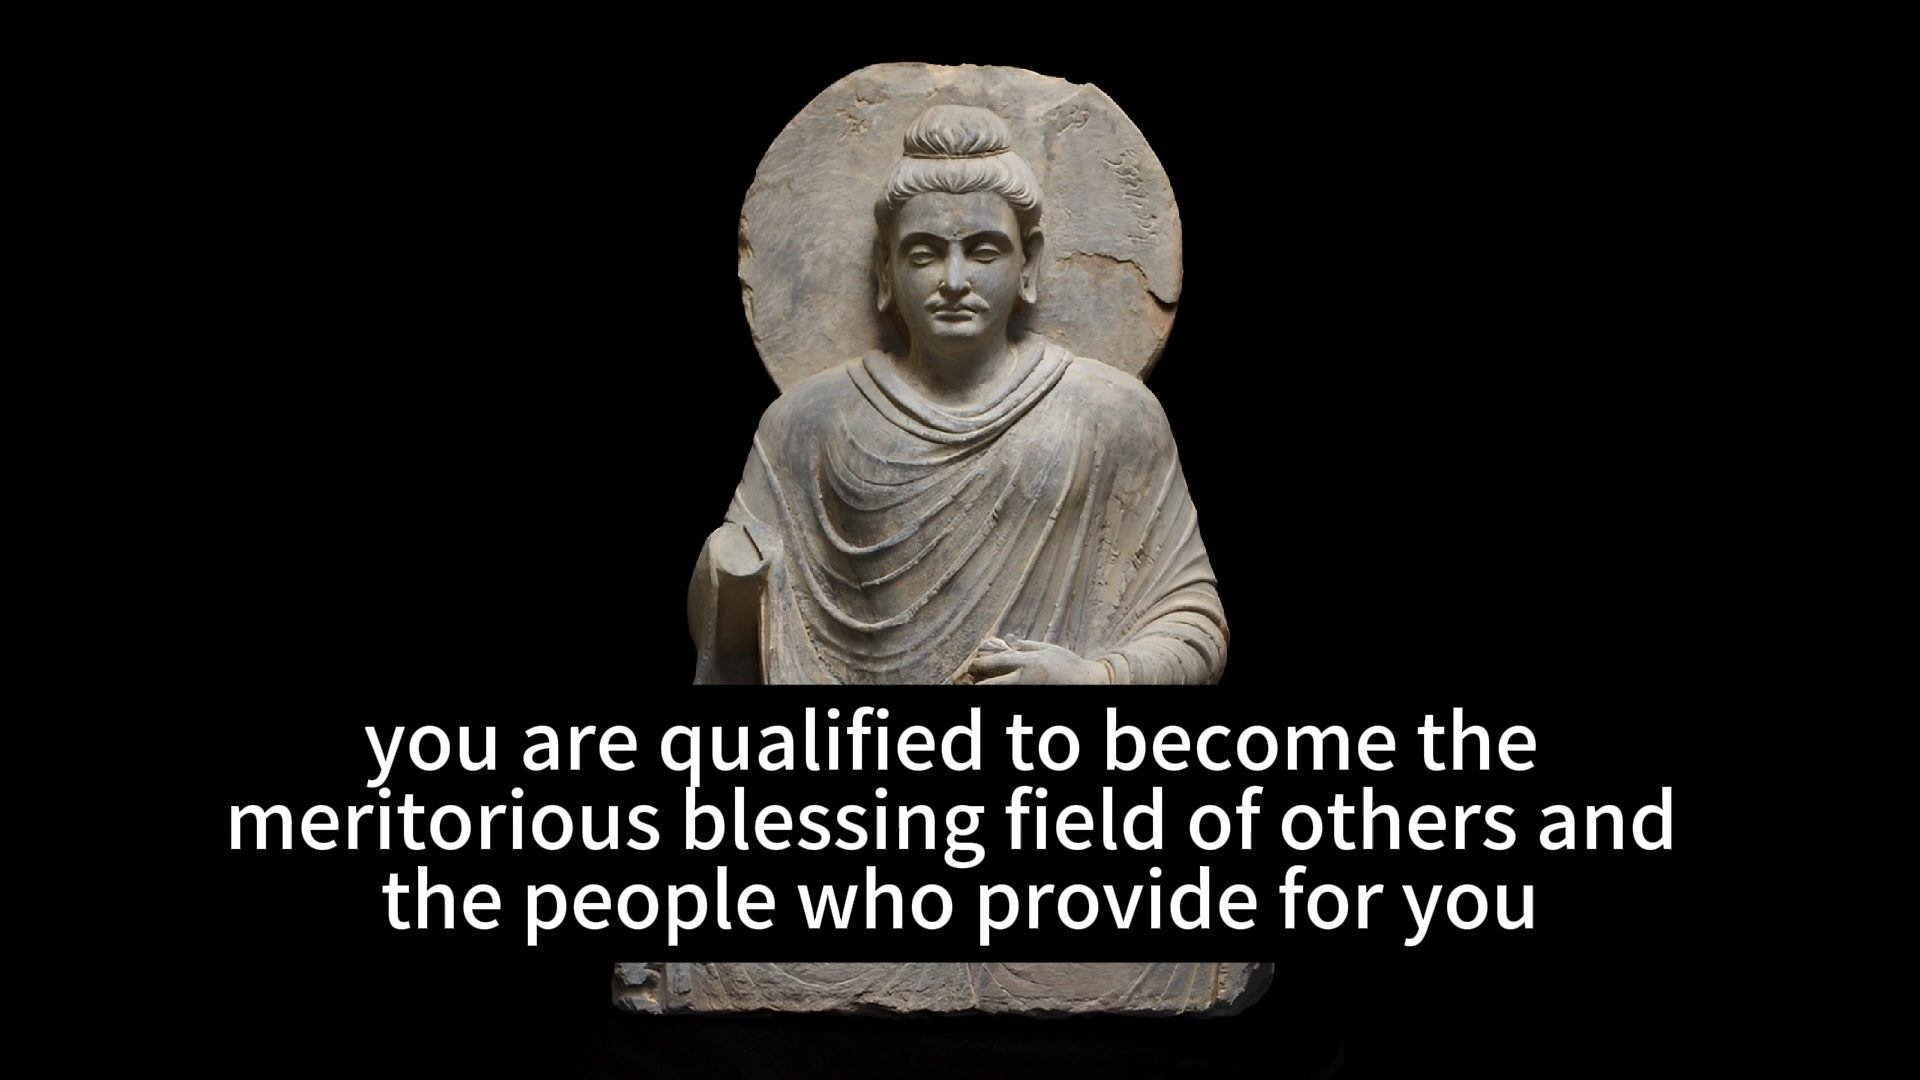 you are qualified to become the
meritorious blessing field of others and
the people who provide for you